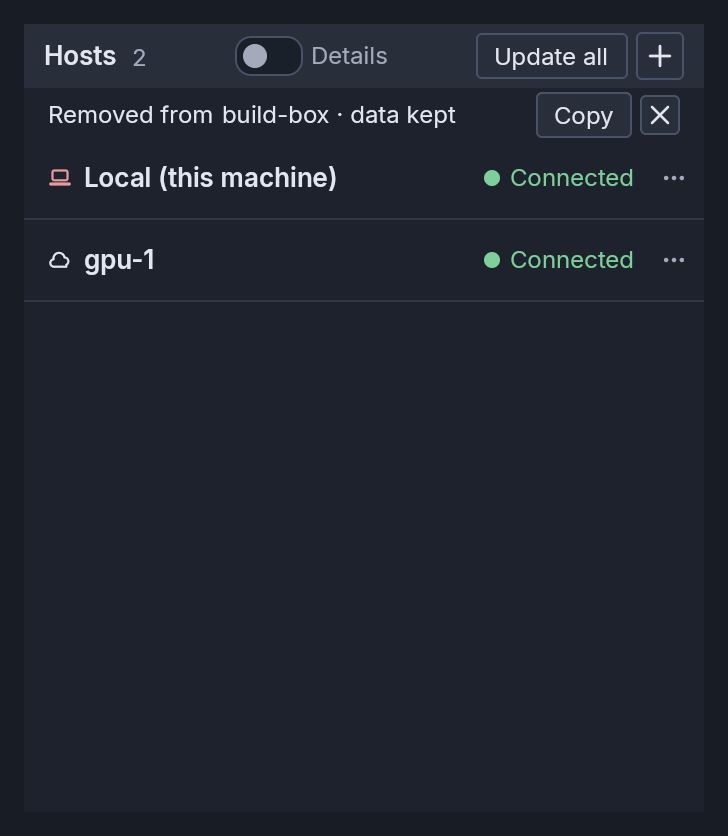 Hosts 2 Details Update all
Removed from build-box · data kept Copy
Local (this machine) Connected
gpu-1 Connected